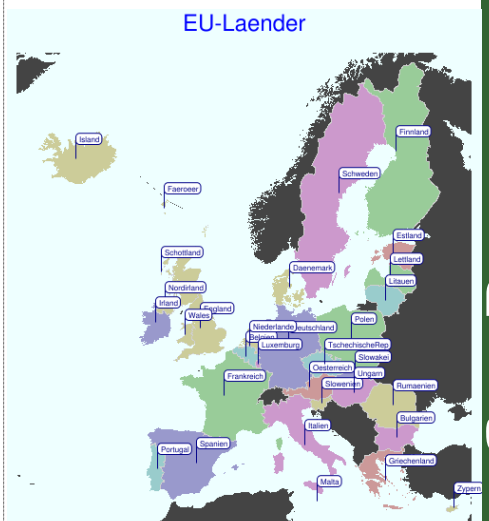 EU-Laender
Island
Finnland
Schweden
Faeroeer
Estland
Schottland
Lettland
Daenemark
Litauen
Nordirland
Irland
England
Wales
Polen
Niederlande
Deutschland
Belgien
Luxemburg
TschechischeRep
Slowakei
Oesterreich
Ungarn
Frankreich
Slowenien
Rumaenien
Bulgarien
Italien
Spanien
Portugal
Griechenland
Malta
Zypern